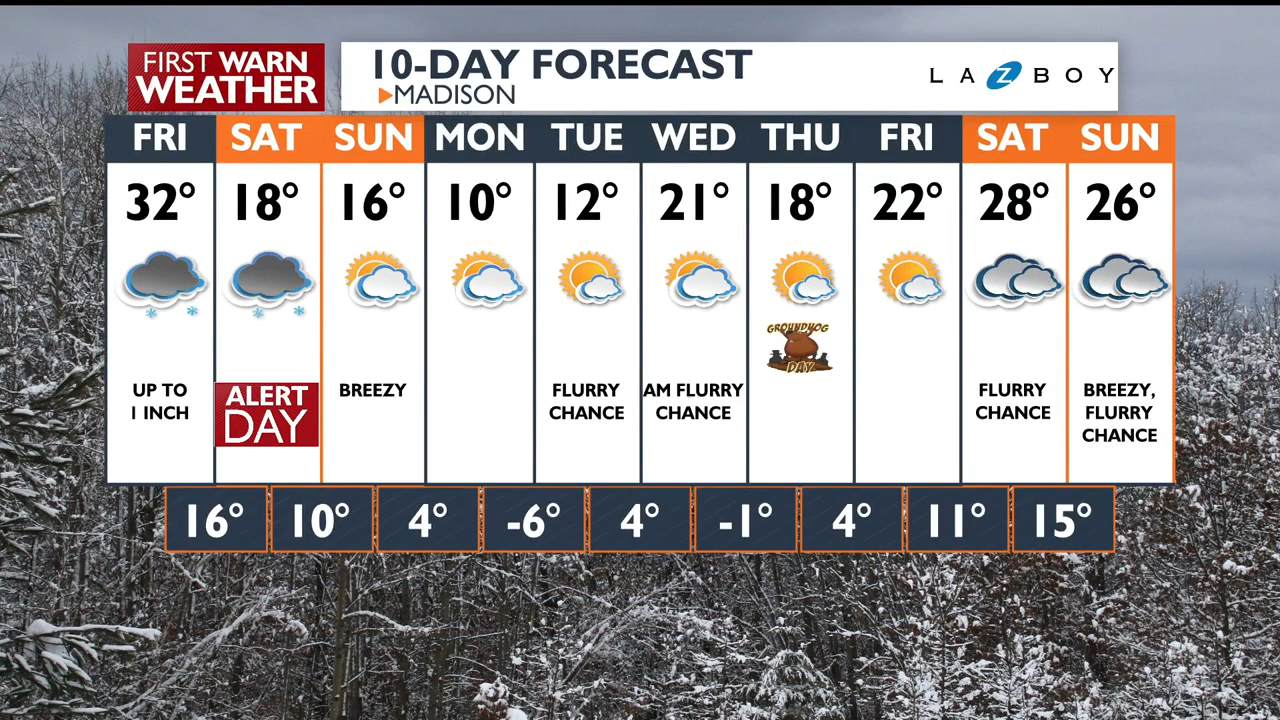 FIRST WARN
WEATHER
10-DAY FORECAST
MADISON
LAZBOY
FRI SAT SUN MON TUE WED THU FRI SAT SUN
32° 18° 16° 10° 12° 21° 18° 22° 28° 26°
GROUNDHOG
DAY
UP TO
1 INCH
ALERT
DAY
BREEZY
FLURRY
CHANCE
AM FLURRY
CHANCE
FLURRY
CHANCE
BREEZY,
FLURRY
CHANCE
16° 10° 4° -6° 4° -1° 4° 11° 15°